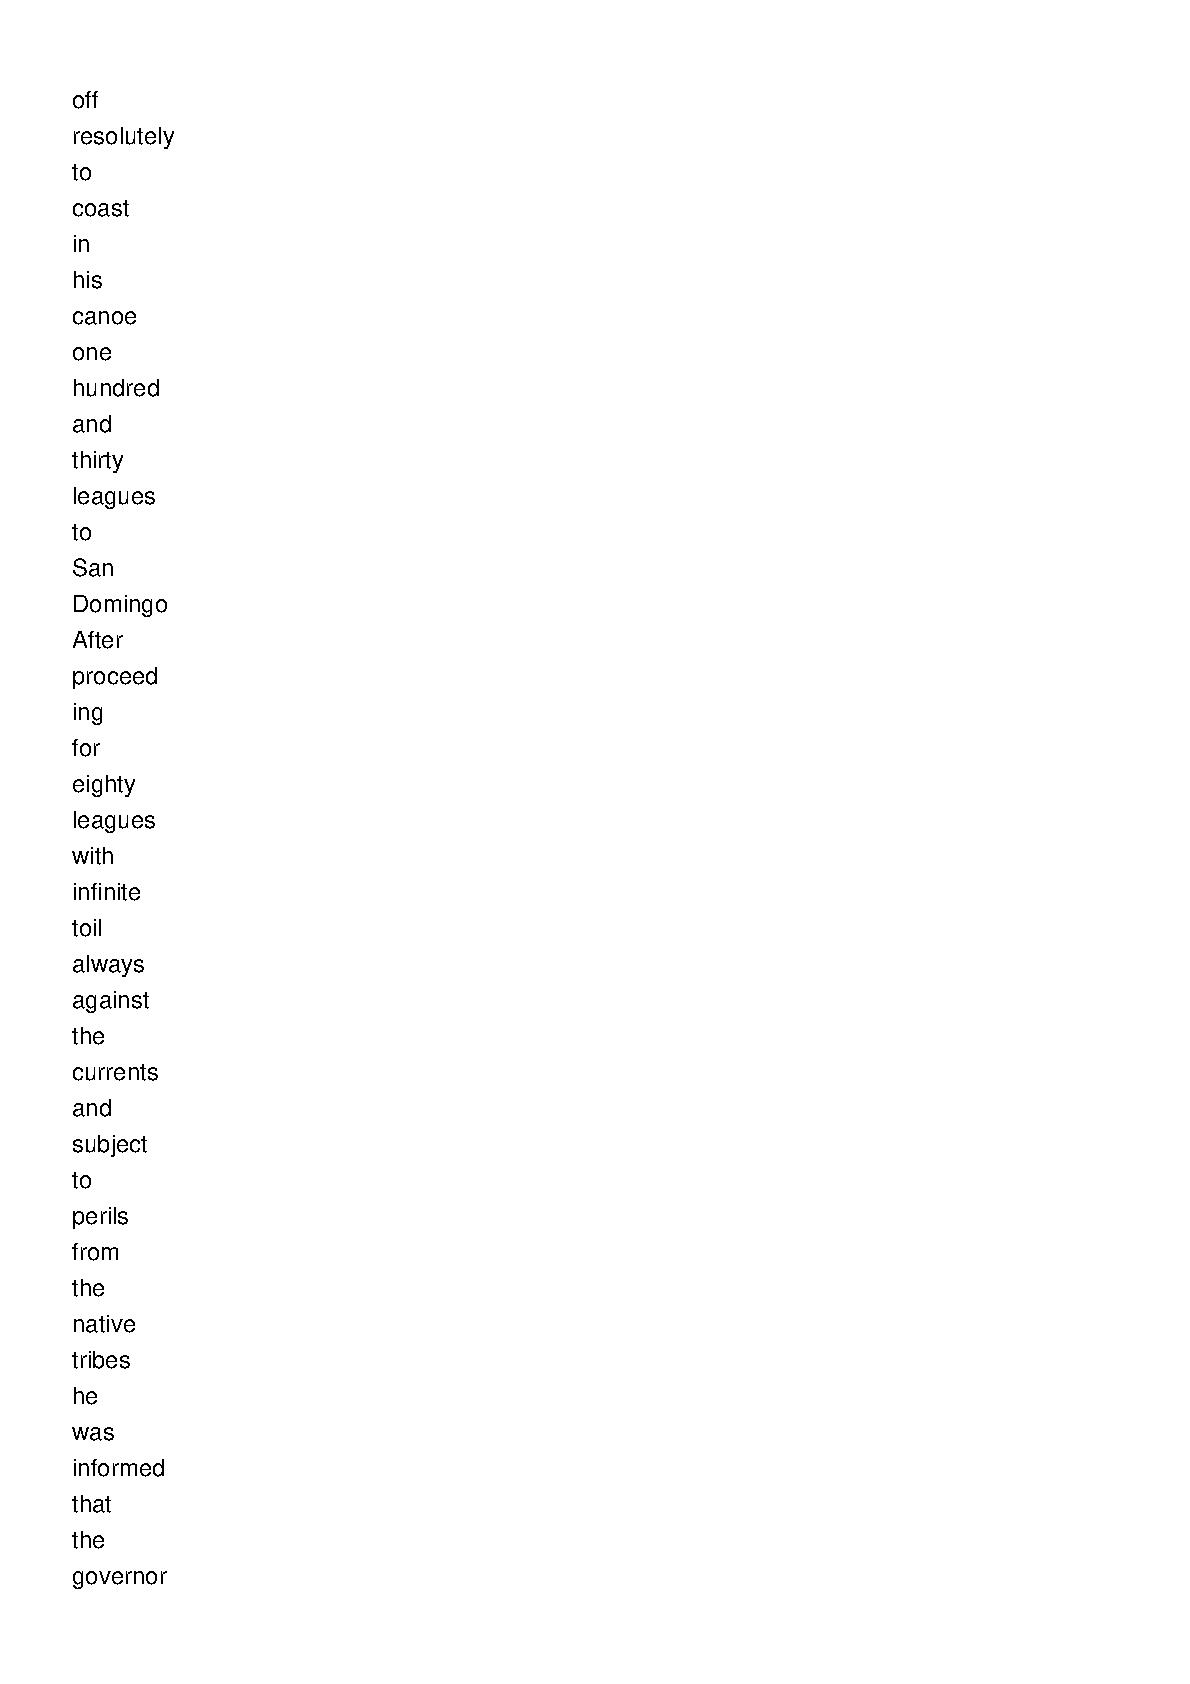 off
resolutely
to
coast
in
his
canoe
one
hundred
and
thirty
leagues
to
San
Domingo
After
proceed
ing
for
eighty
leagues
with
infinite
toil
always
against
the
currents
and
subject
to
perils
from
the
native
tribes
he
was
informed
that
the
governor